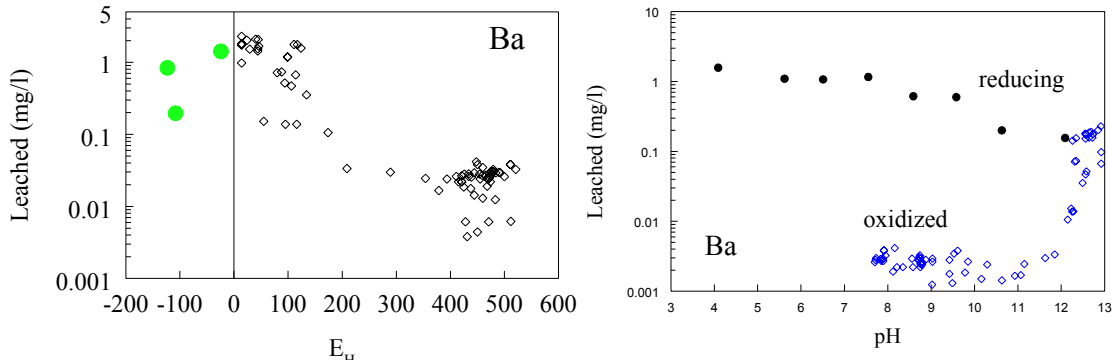 Ba
Leached (mg/l)
5
1
0.1
0.01
0.001
-200 -100 0 100 200 300 400 500 600
E_H
Ba
reducing
oxidized
Leached (mg/l)
10
1
0.1
0.01
0.001
3 4 5 6 7 8 9 10 11 12 13
pH